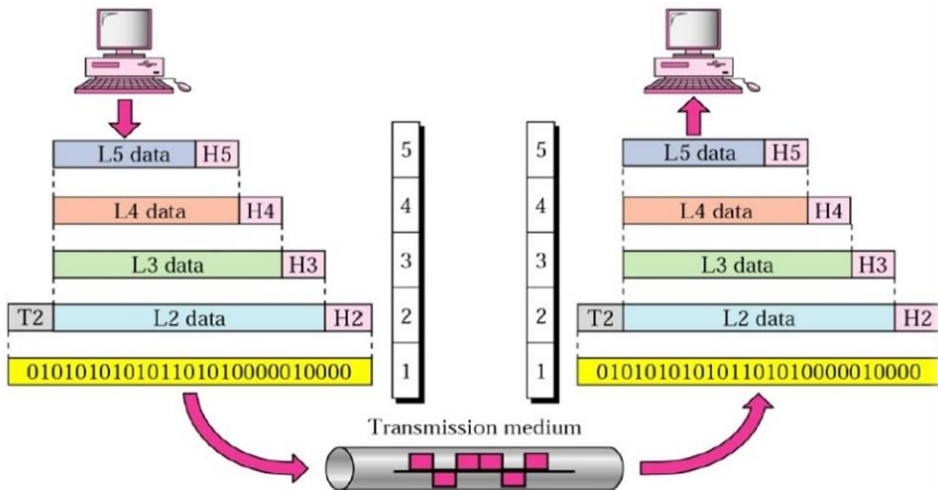 L5 data H5 5 5 L5 data H5
L4 data H4 4 4 L4 data H4
L3 data H3 3 3 L3 data H3
T2 L2 data H2 2 2 T2 L2 data H2
010101010101101010000010000 1 1 010101010101101010000010000
Transmission medium